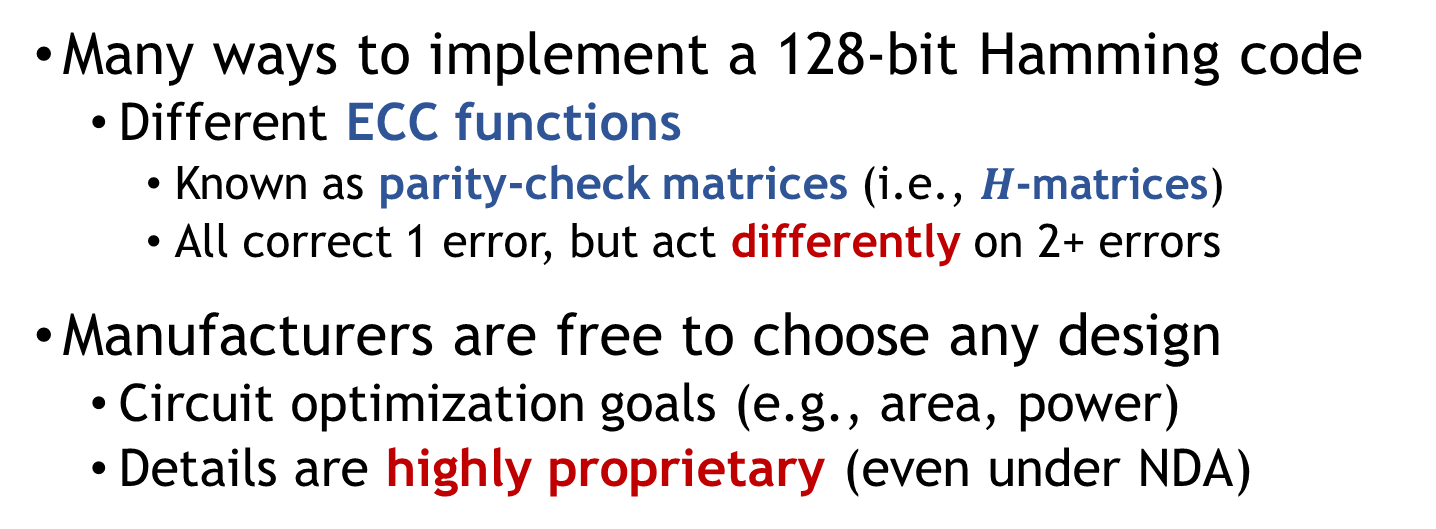 • Many ways to implement a 128-bit Hamming code
• Different ECC functions
• Known as parity-check matrices (i.e., H-matrices)
• All correct 1 error, but act differently on 2+ errors
• Manufacturers are free to choose any design
• Circuit optimization goals (e.g., area, power)
• Details are highly proprietary (even under NDA)